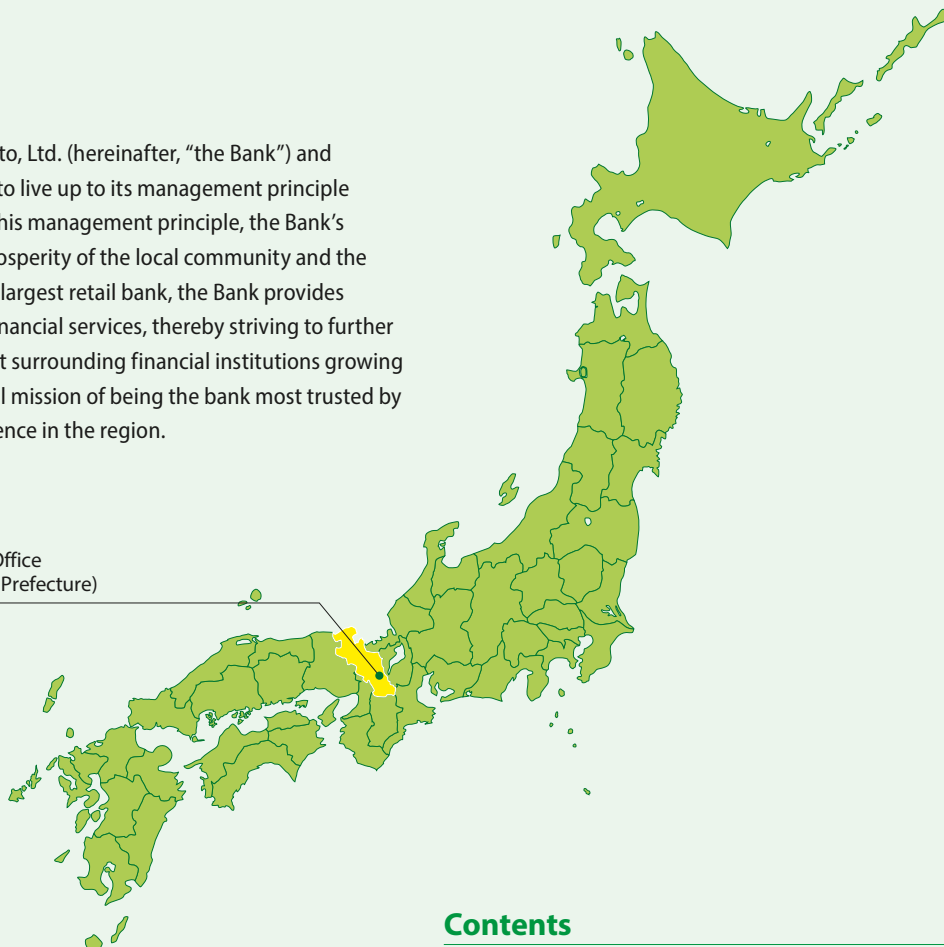 to, Ltd. (hereinafter, “the Bank”) and
to live up to its management principle
his management principle, the Bank’s
osperity of the local community and the
largest retail bank, the Bank provides
nancial services, thereby striving to further
t surrounding financial institutions growing
l mission of being the bank most trusted by
ence in the region.
Office
Prefecture)
Contents